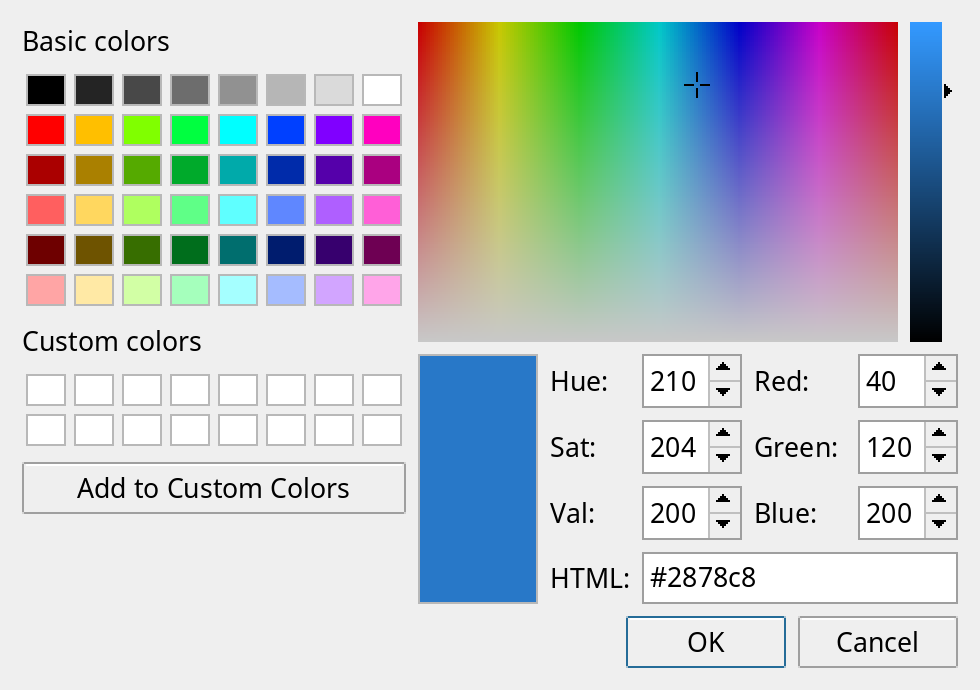 Basic colors
Custom colors
Add to Custom Colors
Hue: 210 Red: 40
Sat: 204 Green: 120
Val: 200 Blue: 200
HTML: #2878c8
OK Cancel